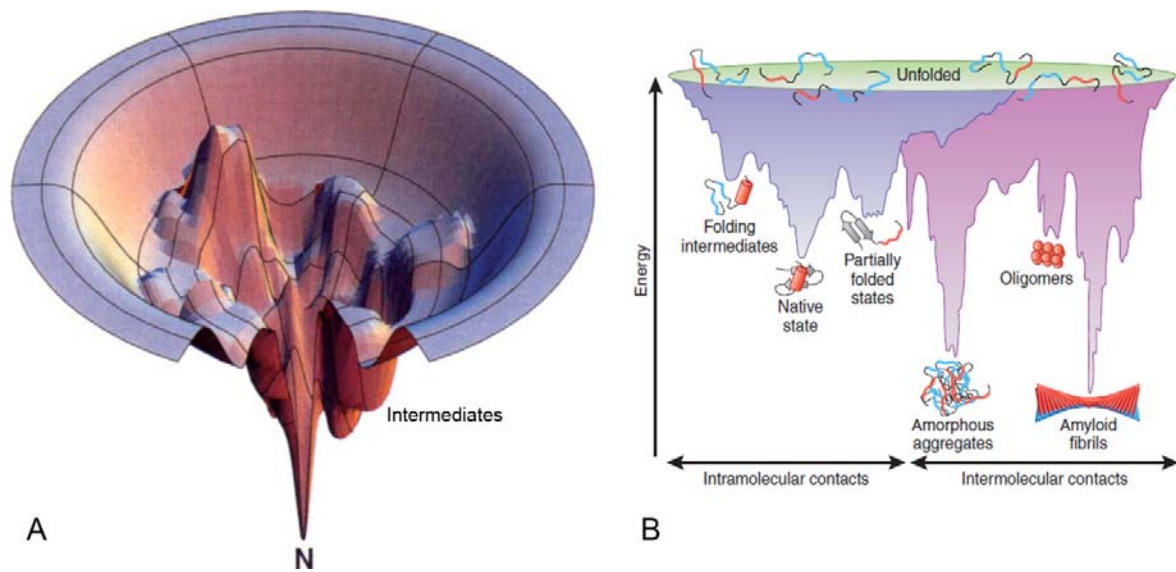 Intermediates
N
A
Unfolded
Energy
Folding
intermediates
Native
state
Partially
folded
states
Oligomers
Amorphous
aggregates
Amyloid
fibrils
Intramolecular contacts
Intermolecular contacts
B